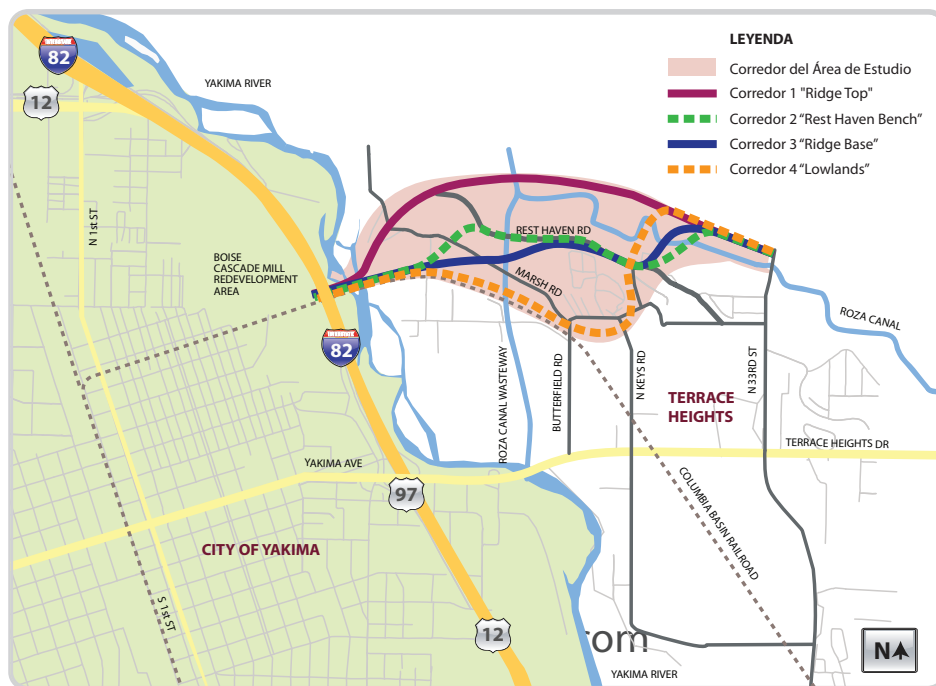 LEYENDA
Corredor del Área de Estudio
Corredor 1 "Ridge Top"
Corredor 2 “Rest Haven Bench”
Corredor 3 “Ridge Base”
Corredor 4 “Lowlands”
INTERSTATE
82
12
YAKIMA RIVER
N 1st ST
BOISE
CASCADE MILL
REDEVELOPMENT
AREA
REST HAVEN RD
MARSH RD
INTERSTATE
82
ROZA CANAL
ROZA CANAL WASTEWAY
BUTTERFIELD RD
N KEYS RD
N 33RD ST
TERRACE
HEIGHTS
TERRACE HEIGHTS DR
YAKIMA AVE
97
COLUMBIA BASIN RAILROAD
CITY OF YAKIMA
S 1st ST
12
om
YAKIMA RIVER
N